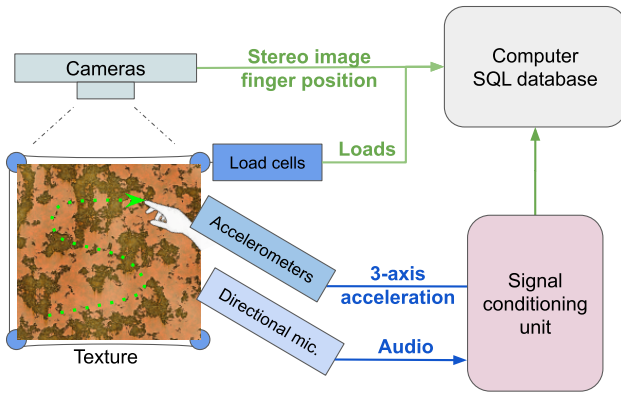 Cameras
Stereo image
finger position
Computer
SQL database
Load cells
Loads
Accelerometers
3-axis
acceleration
Signal
conditioning
unit
Directional mic.
Audio
Texture